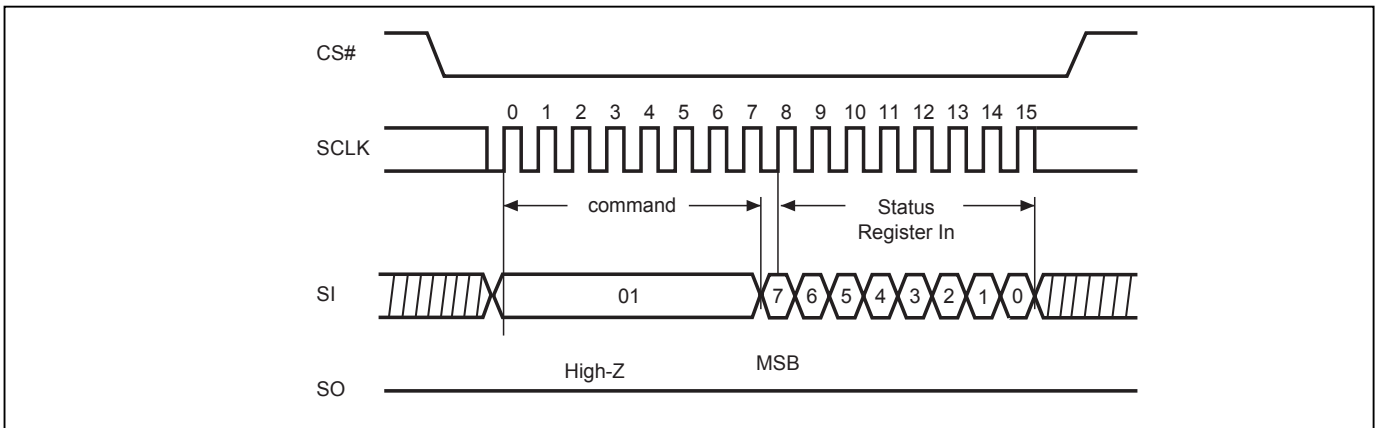 CS#
0 1 2 3 4 5 6 7 8 9 10 11 12 13 14 15
SCLK
command
Status
Register In
SI
01
7 6 5 4 3 2 1 0
High-Z
MSB
SO